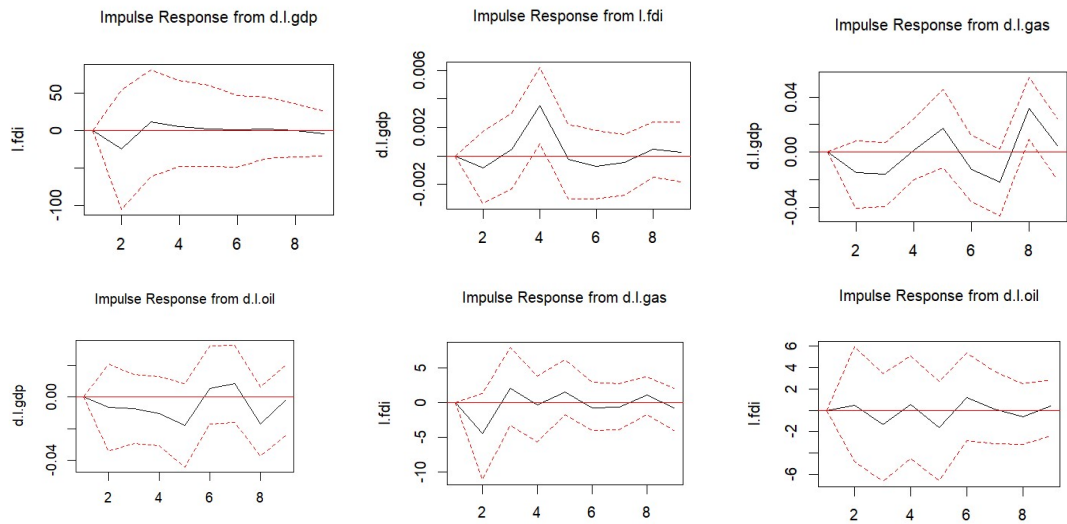 Impulse Response from d.l.gdp
l.fdi
50
0
-100
2 4 6 8
Impulse Response from l.fdi
d.l.gdp
0.006
0.002
-0.002
2 4 6 8
Impulse Response from d.l.gas
d.l.gdp
0.04
0.00
-0.04
2 4 6 8
Impulse Response from d.l.oil
d.l.gdp
0.00
-0.04
2 4 6 8
Impulse Response from d.l.gas
l.fdi
5
0
-5
-10
2 4 6 8
Impulse Response from d.l.oil
l.fdi
6
2
-2
-6
2 4 6 8